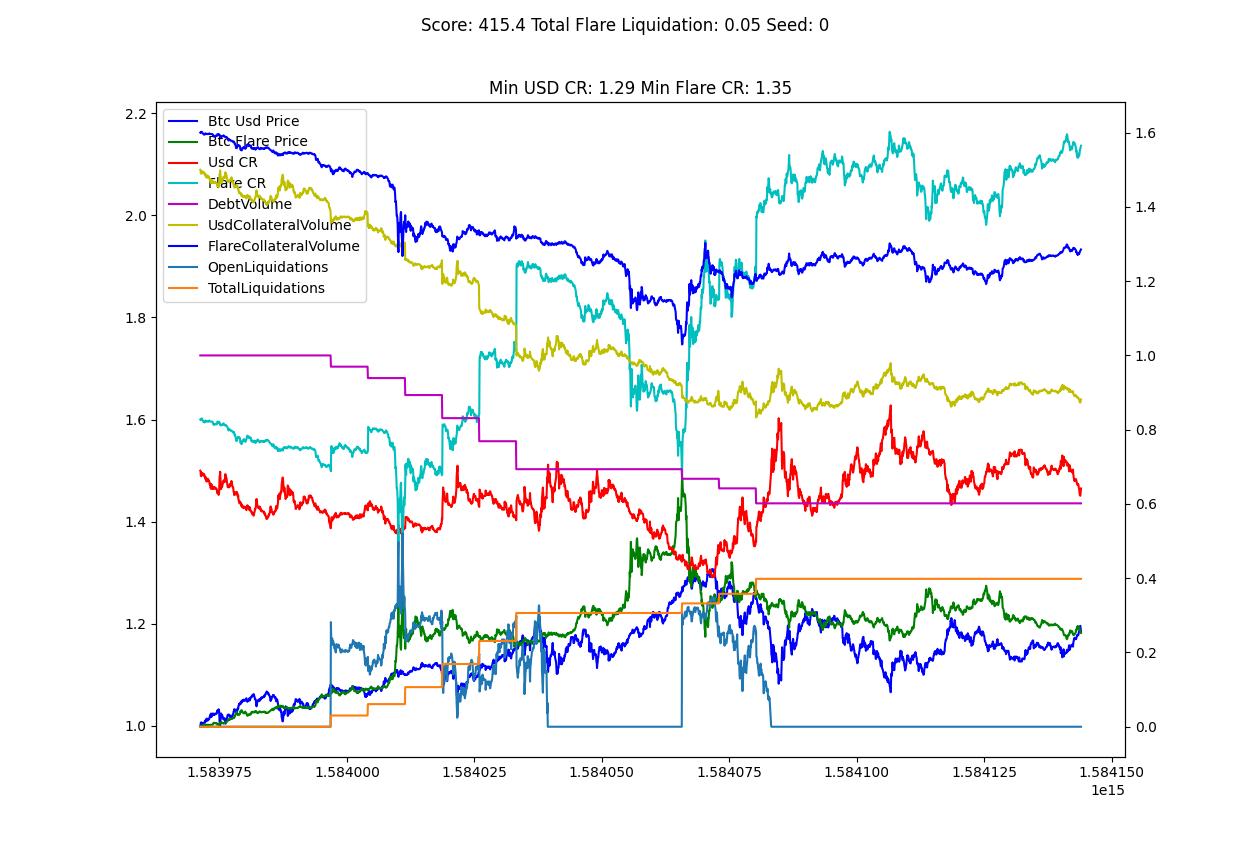 Score: 415.4 Total Flare Liquidation: 0.05 Seed: 0
Min USD CR: 1.29 Min Flare CR: 1.35
Btc Usd Price
Btc Flare Price
Usd CR
Flare CR
DebtVolume
UsdCollateralVolume
FlareCollateralVolume
OpenLiquidations
TotalLiquidations
2.2
2.0
1.8
1.6
1.4
1.2
1.0
1.6
1.4
1.2
1.0
0.8
0.6
0.4
0.2
0.0
1.583975 1.584000 1.584025 1.584050 1.584075 1.584100 1.584125 1.584150
1e15